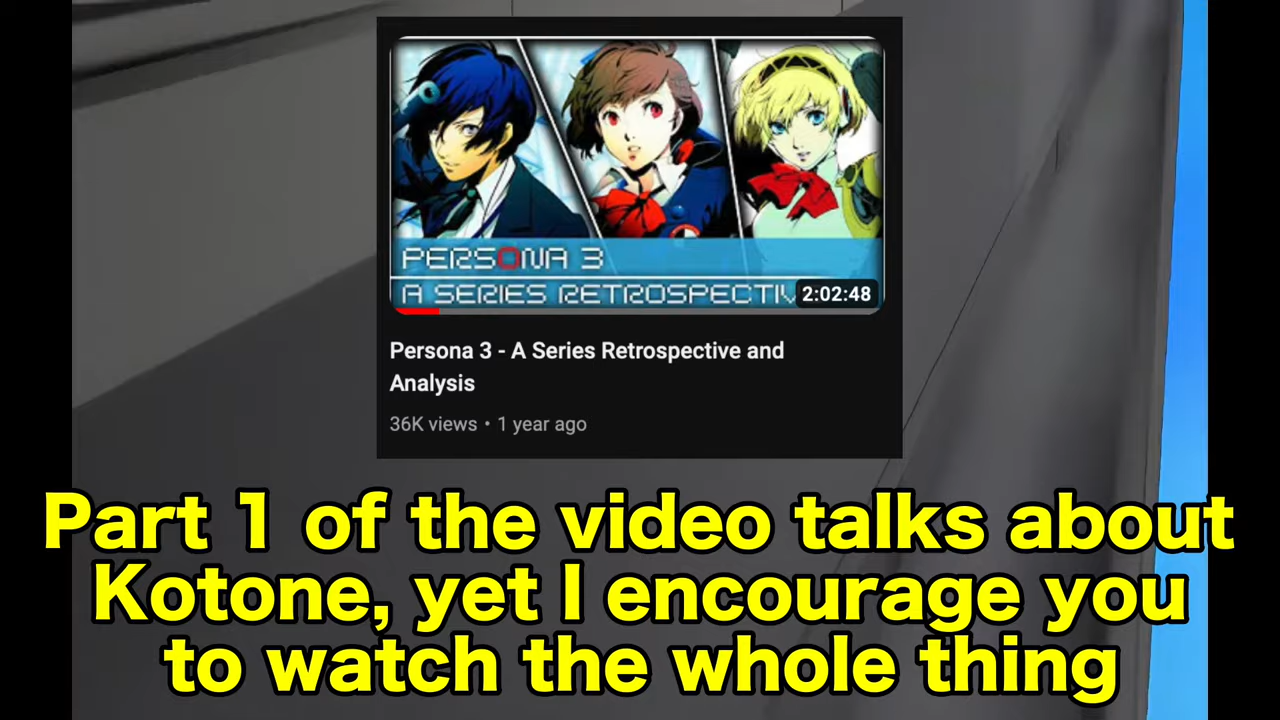 PERSONA 3
A SERIES RETROSPECTIV
2:02:48
Persona 3 - A Series Retrospective and
Analysis
36K views • 1 year ago
Part 1 of the video talks about
Kotone, yet I encourage you
to watch the whole thing